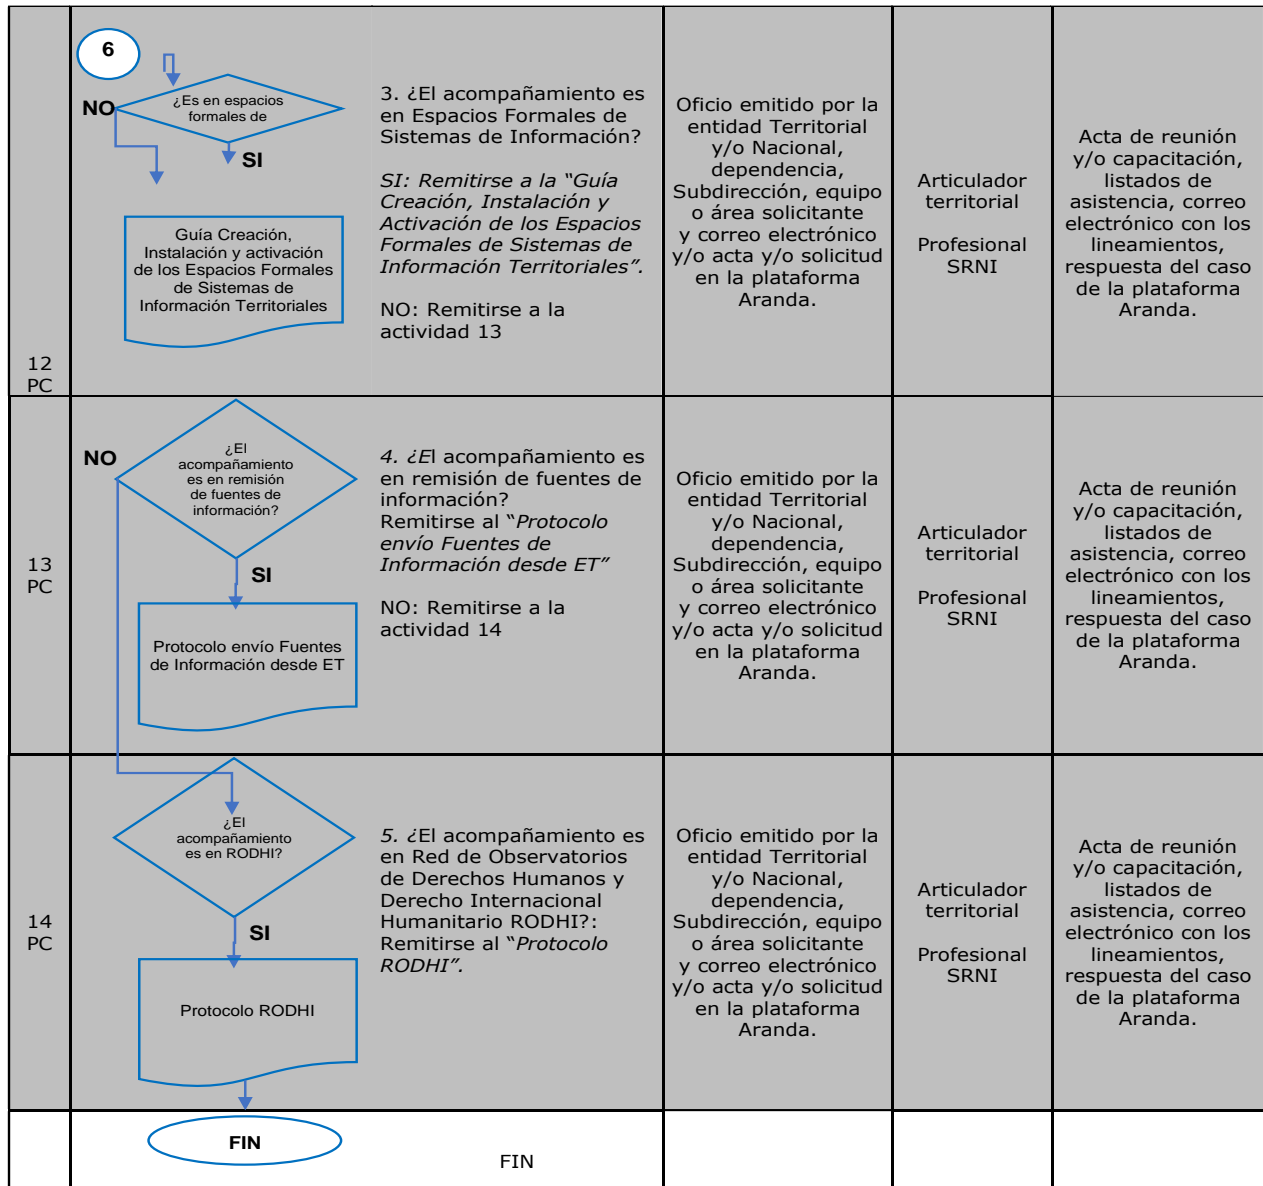 6
NO
¿Es en espacios
formales de
SI
Guía Creación,
Instalación y activación
de los Espacios Formales
de Sistemas de
Información Territoriales
12
PC
3. ¿El acompañamiento es
en Espacios Formales de
Sistemas de Información?
SI: Remitirse a la “Guía
Creación, Instalación y
Activación de los Espacios
Formales de Sistemas de
Información Territoriales”.
NO: Remitirse a la
actividad 13
Oficio emitido por la
entidad Territorial
y/o Nacional,
dependencia,
Subdirección, equipo
o área solicitante
y correo electrónico
y/o acta y/o solicitud
en la plataforma
Aranda.
Articulador
territorial
Profesional
SRNI
Acta de reunión
y/o capacitación,
listados de
asistencia, correo
electrónico con los
lineamientos,
respuesta del caso
de la plataforma
Aranda.
13
PC
NO
¿El
acompañamiento
es en remisión
de fuentes de
información?
SI
Protocolo envío Fuentes
de Información desde ET
4. ¿El acompañamiento es
en remisión de fuentes de
información?
Remitirse al “Protocolo
envío Fuentes de
Información desde ET”
NO: Remitirse a la
actividad 14
Oficio emitido por la
entidad Territorial
y/o Nacional,
dependencia,
Subdirección, equipo
o área solicitante
y correo electrónico
y/o acta y/o solicitud
en la plataforma
Aranda.
Articulador
territorial
Profesional
SRNI
Acta de reunión
y/o capacitación,
listados de
asistencia, correo
electrónico con los
lineamientos,
respuesta del caso
de la plataforma
Aranda.
14
PC
¿El
acompañamiento
es en RODHI?
SI
Protocolo RODHI
5. ¿El acompañamiento es
en Red de Observatorios
de Derechos Humanos y
Derecho Internacional
Humanitario RODHI?:
Remitirse al “Protocolo
RODHI”.
Oficio emitido por la
entidad Territorial
y/o Nacional,
dependencia,
Subdirección, equipo
o área solicitante
y correo electrónico
y/o acta y/o solicitud
en la plataforma
Aranda.
Articulador
territorial
Profesional
SRNI
Acta de reunión
y/o capacitación,
listados de
asistencia, correo
electrónico con los
lineamientos,
respuesta del caso
de la plataforma
Aranda.
FIN
FIN